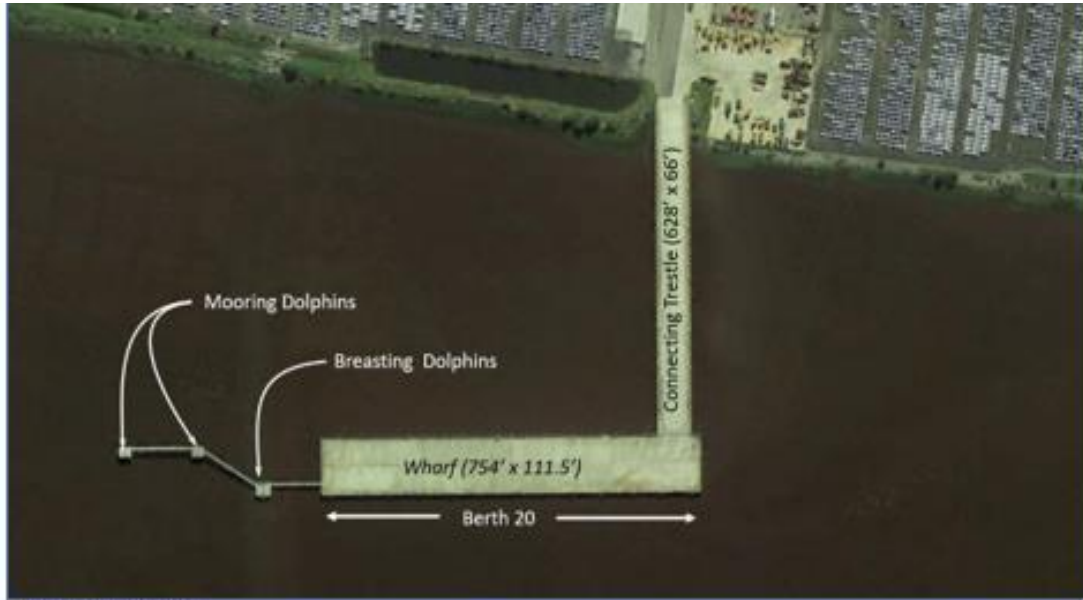 Connecting Trestle (628' x 66')
Mooring Dolphins
Breasting  Dolphins
Wharf (754' x 111.5')
Berth 20